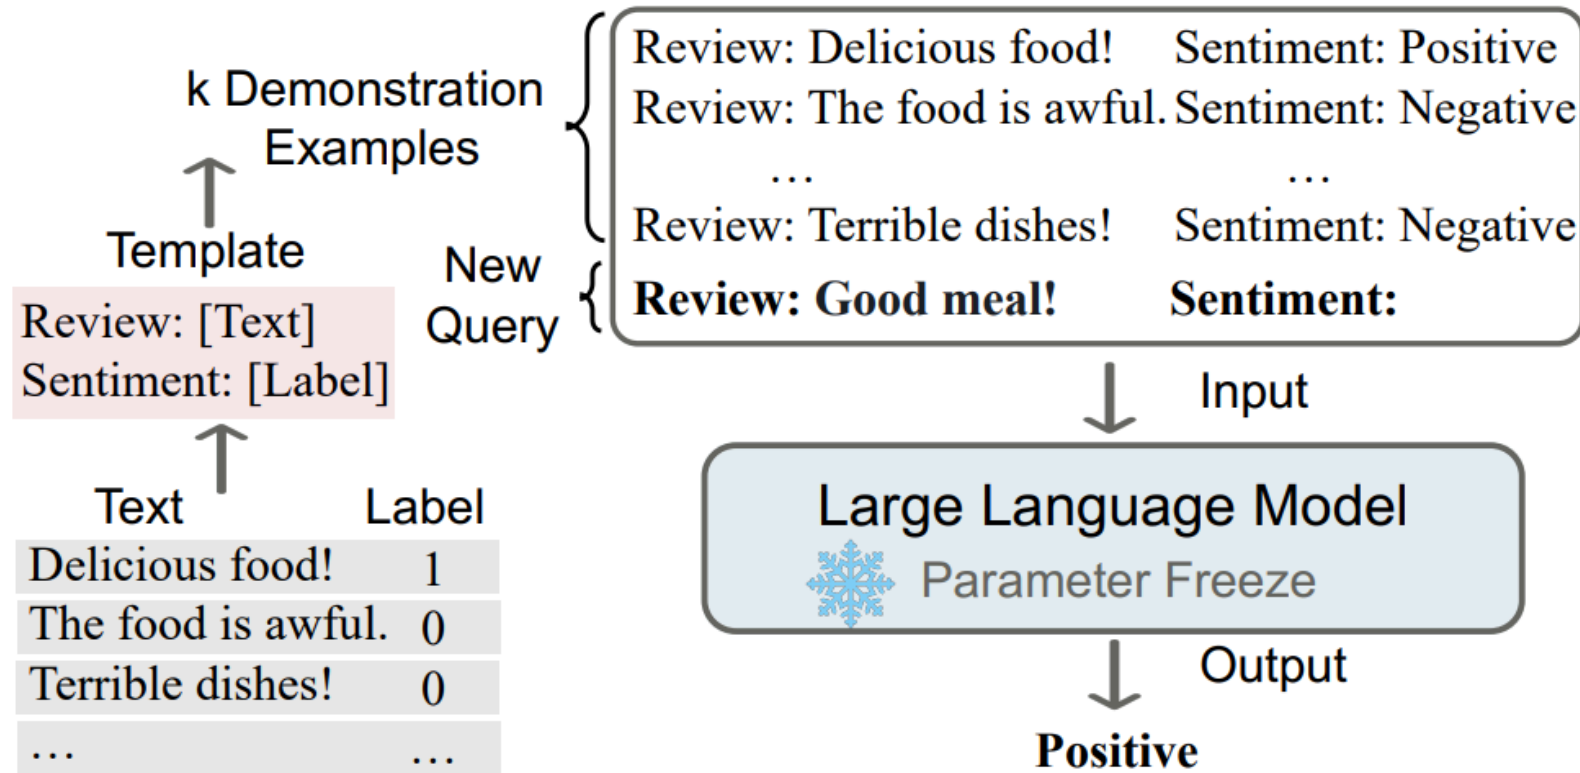 k Demonstration
Examples
Template
Review: [Text]
Sentiment: [Label]
Text Label
Delicious food! 1
The food is awful. 0
Terrible dishes! 0
... ...
Review: Delicious food! Sentiment: Positive
Review: The food is awful. Sentiment: Negative
... ...
Review: Terrible dishes! Sentiment: Negative
New
Query
Review: Good meal! Sentiment:
Input
Large Language Model
Parameter Freeze
Output
Positive